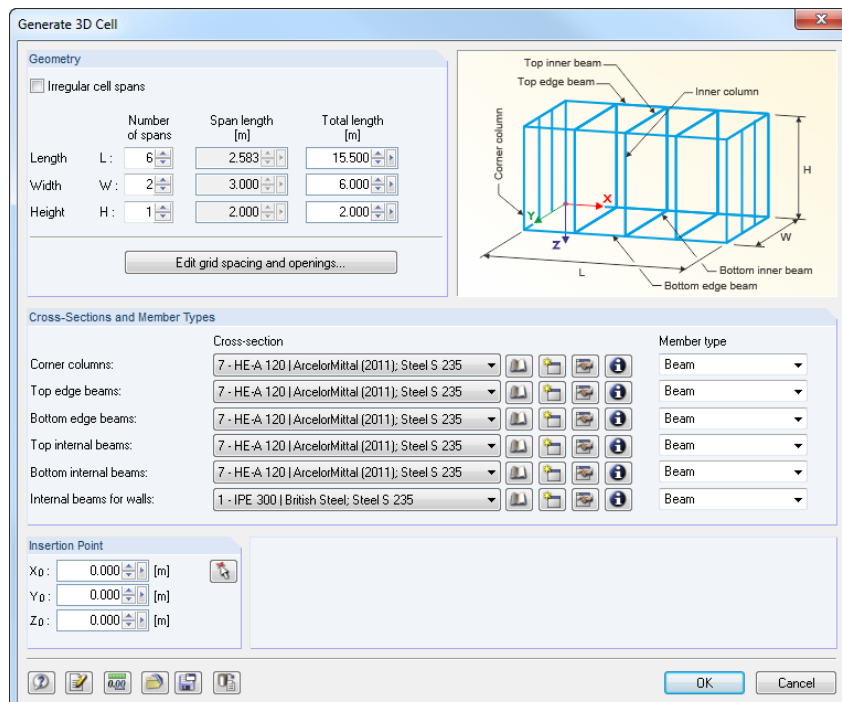 Generate 3D Cell
Geometry
Irregular cell spans
Number of spans
Span length [m]
Total length [m]
Length L : 6 2.583 15.500
Width W : 2 3.000 6.000
Height H : 1 2.000 2.000
Edit grid spacing and openings...
Top inner beam
Top edge beam
Inner column
Corner column
H
X
Y
Z
W
L
Bottom inner beam
Bottom edge beam
Cross-Sections and Member Types
Cross-section Member type
Corner columns: 7 - HE-A 120 | ArcelorMittal (2011); Steel S 235 Beam
Top edge beams: 7 - HE-A 120 | ArcelorMittal (2011); Steel S 235 Beam
Bottom edge beams: 7 - HE-A 120 | ArcelorMittal (2011); Steel S 235 Beam
Top internal beams: 7 - HE-A 120 | ArcelorMittal (2011); Steel S 235 Beam
Bottom internal beams: 7 - HE-A 120 | ArcelorMittal (2011); Steel S 235 Beam
Internal beams for walls: 1 - IPE 300 | British Steel; Steel S 235 Beam
Insertion Point
X0 : 0.000 [m]
Y0 : 0.000 [m]
Z0 : 0.000 [m]
0.00
OK Cancel